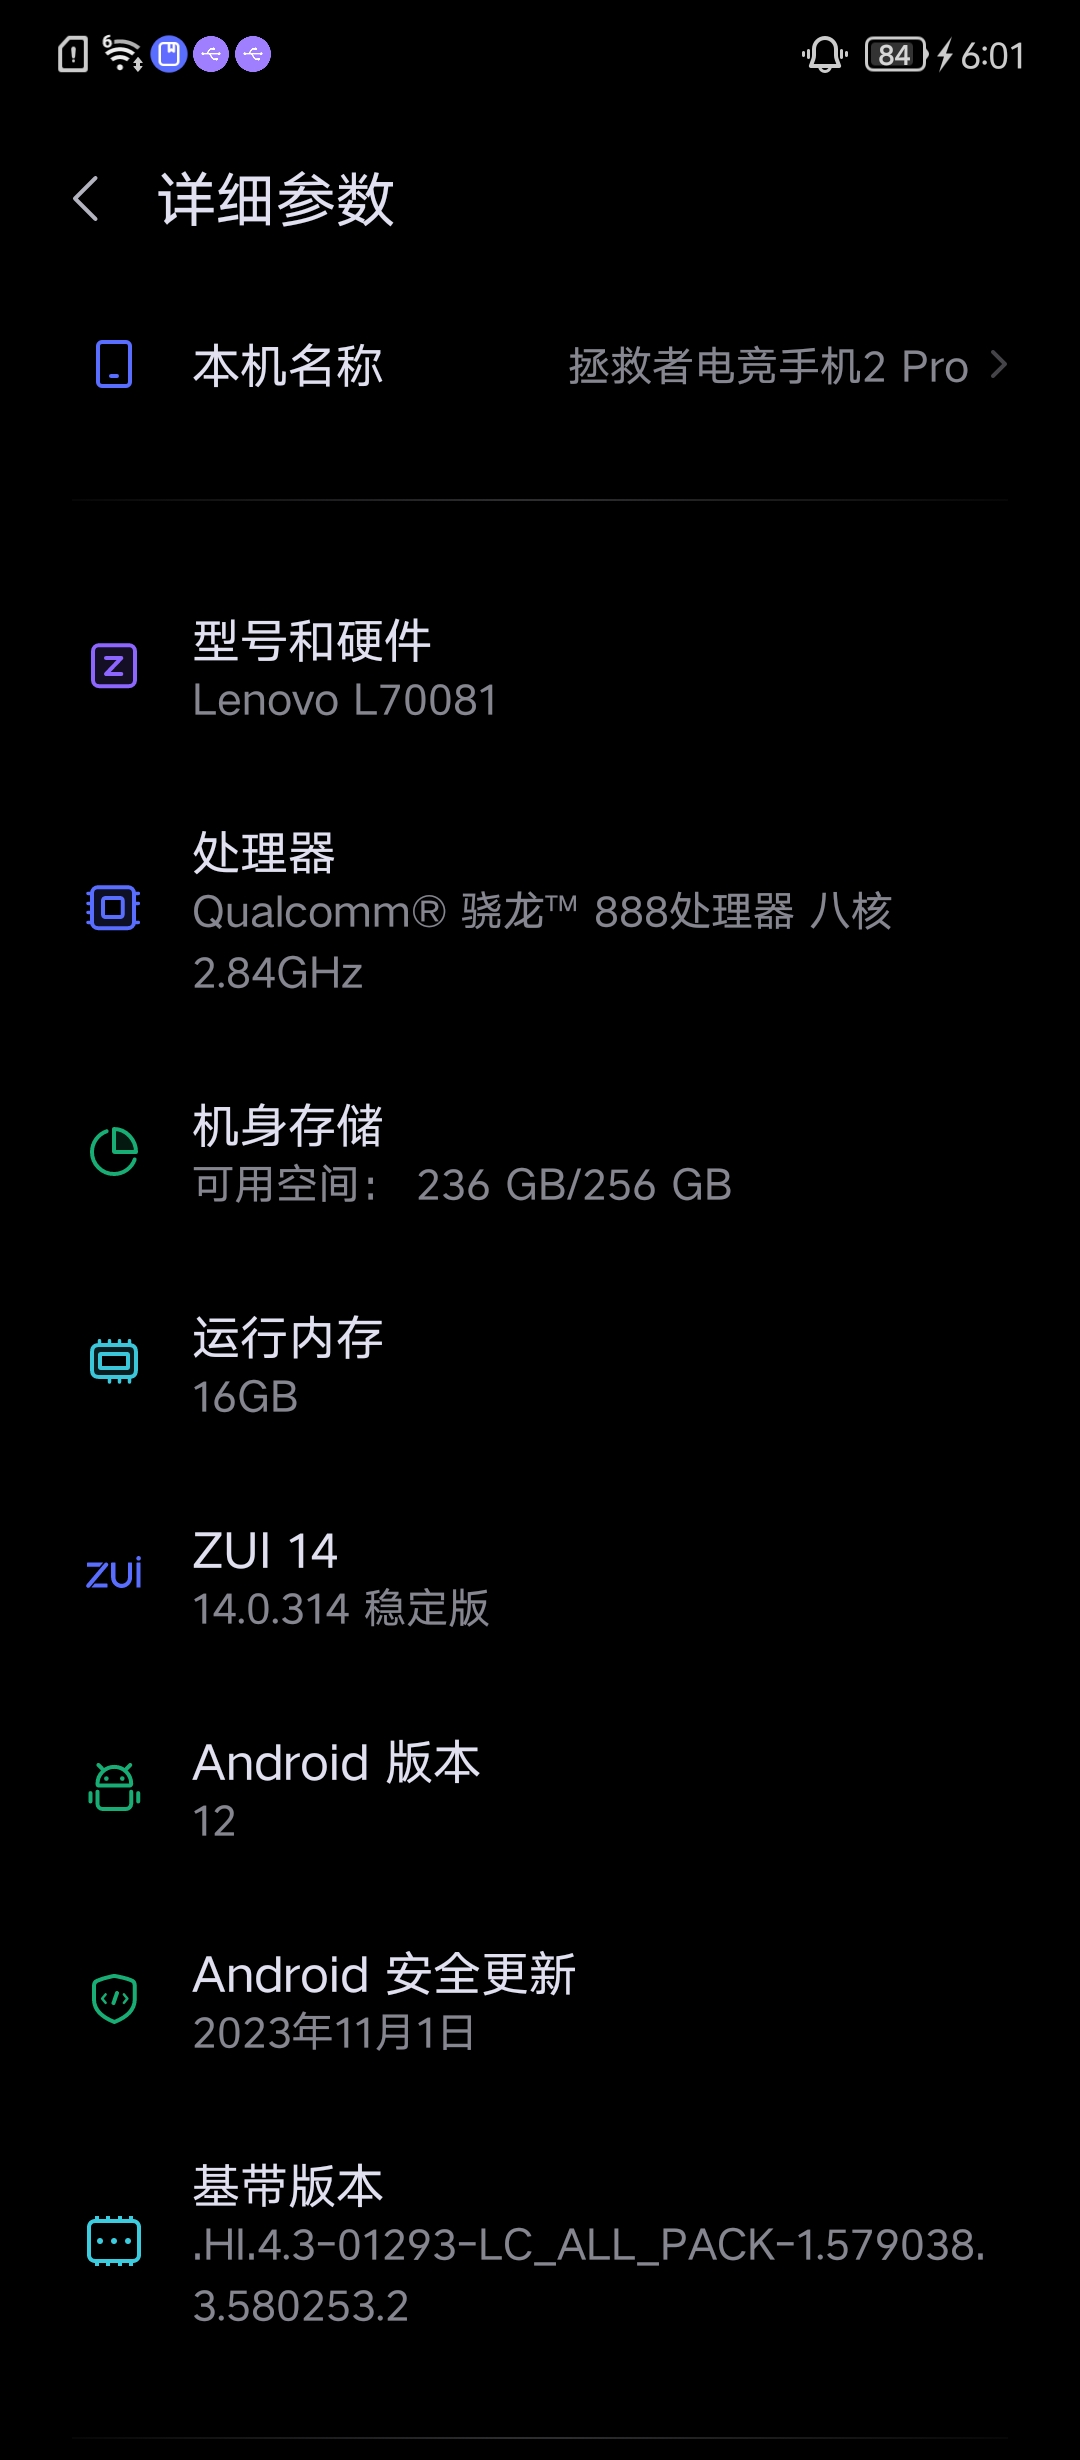 6
84
6:01
详细参数
本机名称
拯救者电竞手机2 Pro
型号和硬件
Lenovo L70081
处理器
Qualcomm® 骁龙™ 888处理器 八核
2.84GHz
机身存储
可用空间： 236 GB/256 GB
运行内存
16GB
ZUI
ZUI 14
14.0.314 稳定版
Android 版本
12
Android 安全更新
2023年11月1日
基带版本
.HI.4.3-01293-LC_ALL_PACK-1.579038.
3.580253.2